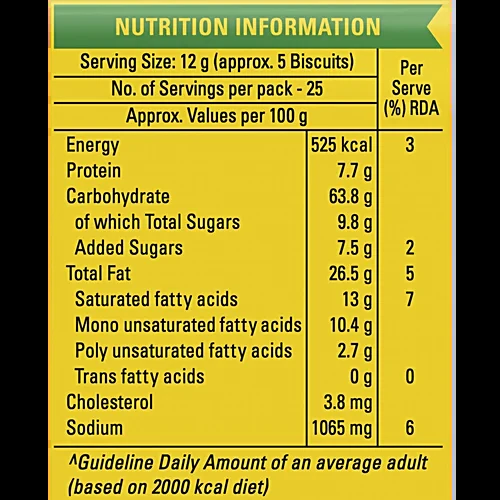 NUTRITION INFORMATION
Serving Size: 12 g (approx. 5 Biscuits) Per Serve (%) RDA
No. of Servings per pack - 25
Approx. Values per 100 g
Energy 525 kcal 3
Protein 7.7 g
Carbohydrate 63.8 g
of which Total Sugars 9.8 g
Added Sugars 7.5 g 2
Total Fat 26.5 g 5
Saturated fatty acids 13 g 7
Mono unsaturated fatty acids 10.4 g
Poly unsaturated fatty acids 2.7 g
Trans fatty acids 0 g 0
Cholesterol 3.8 mg
Sodium 1065 mg 6
^Guideline Daily Amount of an average adult
(based on 2000 kcal diet)